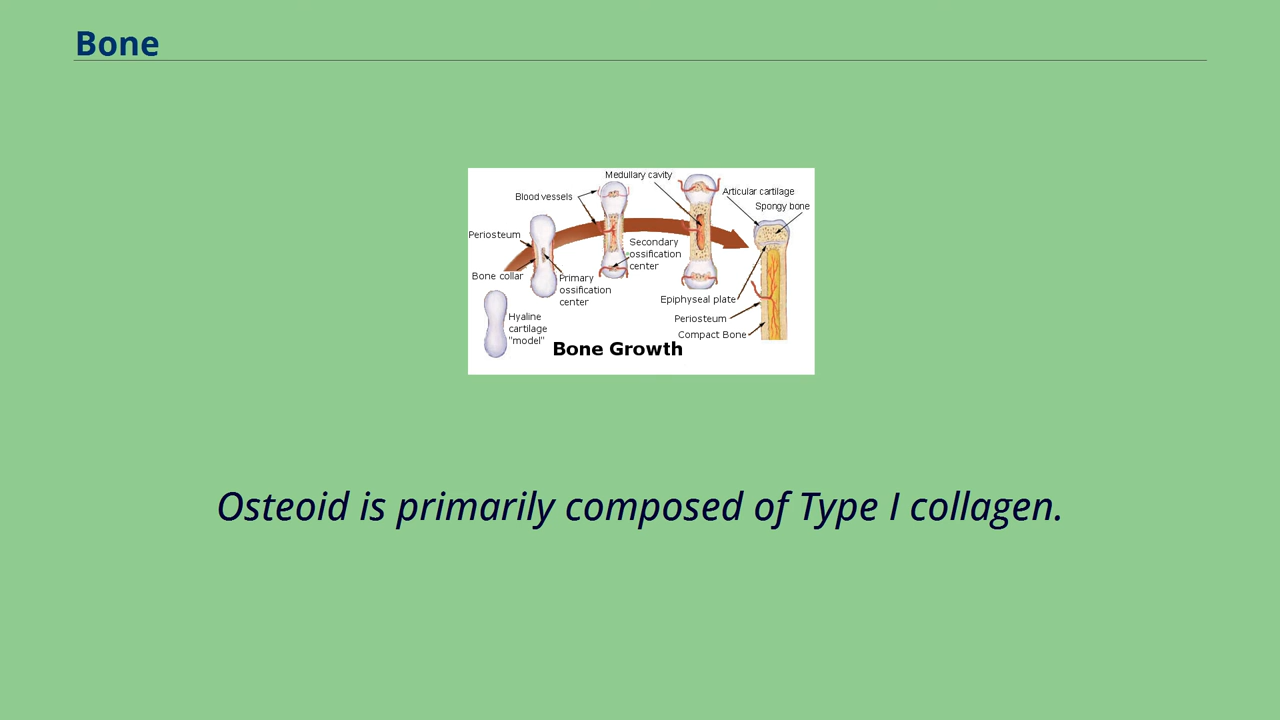 Bone
Medullary cavity
Blood vessels
Articular cartilage
Spongy bone
Periosteum
Secondary
ossification
center
Bone collar
Primary
ossification
center
Epiphyseal plate
Hyaline
cartilage
"model"
Periosteum
Compact Bone
Bone Growth
Osteoid is primarily composed of Type I collagen.